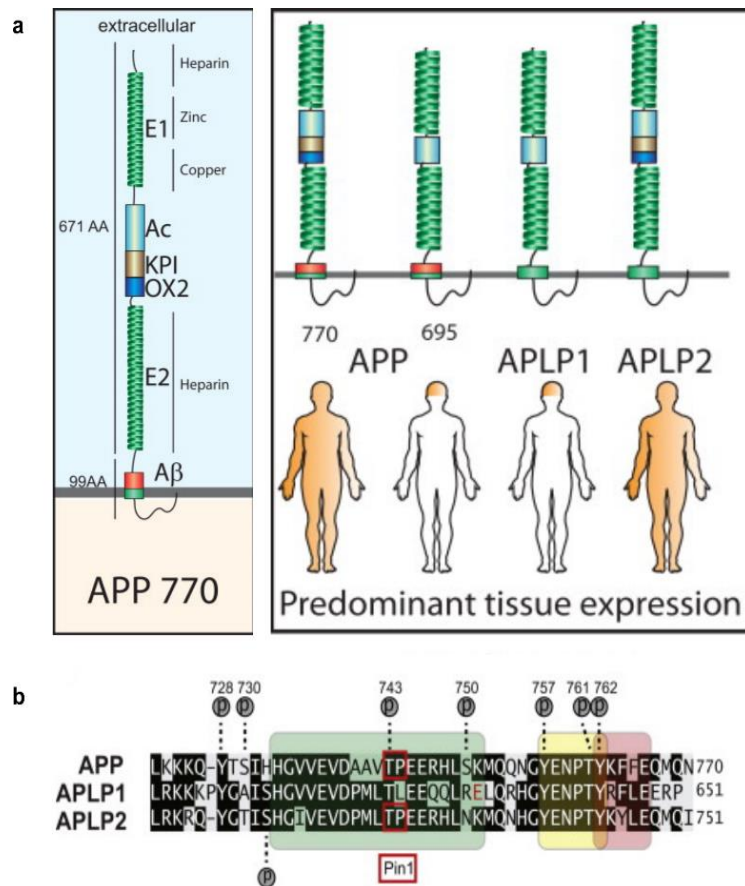 a
extracellular
Heparin
Zinc
E1
Copper
671 AA
Ac
KPI
OX2
E2
Heparin
99AA
Aβ
APP 770
770
695
APP
APLP1
APLP2
Predominant tissue expression
b
728 730 743 750 757 761 762
p p p p p p p
APP LKKKQ-YTSIHHGVVEVDAAVTPEERHLSKMQQNGYENPTYKFFEQMQN 770
APLP1 LRKKKPYGAISHGVVEVDPMLTLEEQQLRELQRHGYENPTYRFLEERP 651
APLP2 LRKRQ-YGTISHGIVEVDPMLTPEERHLNKMQNHGYENPTYKYLEQMQI 751
p
Pin1